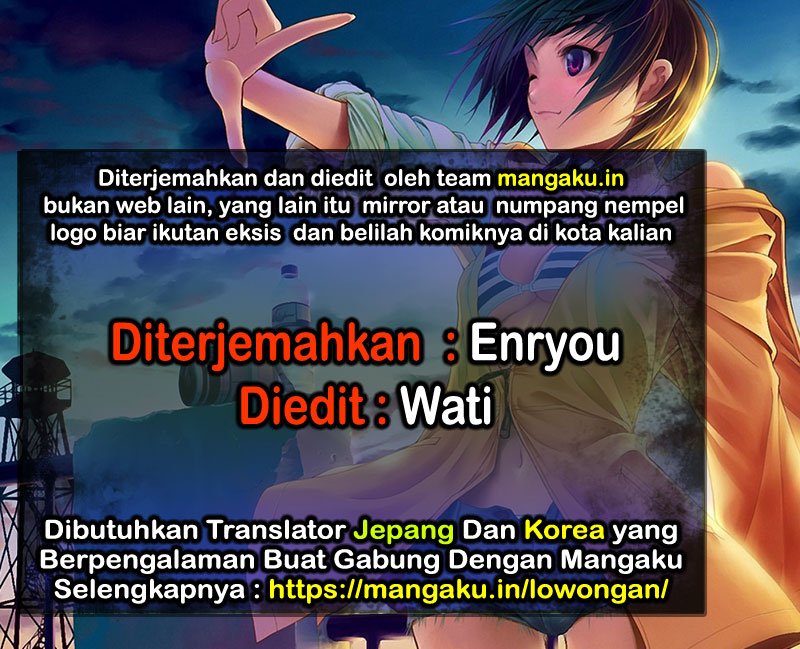 Diterjemahkan dan diedit oleh team mangaku.in
bukan web lain, yang lain itu mirror atau numpang nempel
logo biar ikutan eksis dan belilah komiknya di kota kalian
Diterjemahkan : Enryou
Diedit : Wati
Dibutuhkan Translator Jepang Dan Korea yang
Berpengalaman Buat Gabung Dengan Mangaku
Selengkapnya : https://mangaku.in/lowongan/